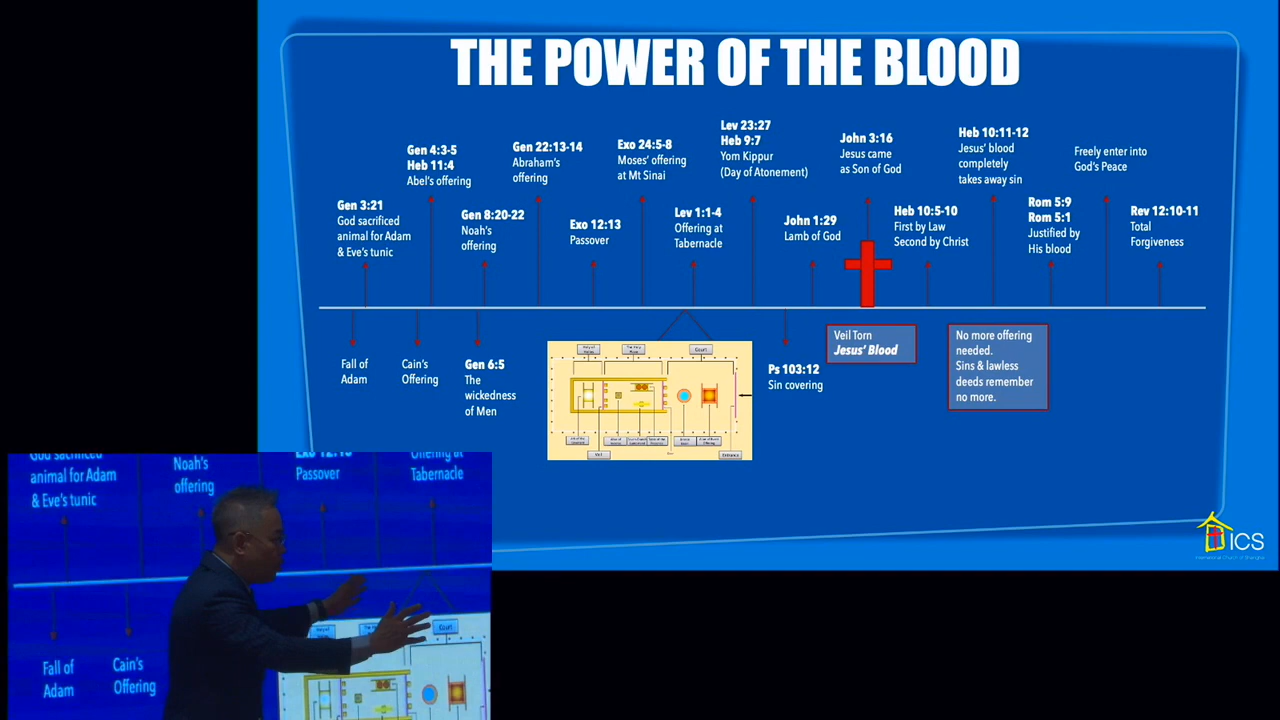 THE POWER OF THE BLOOD
Gen 3:21
God sacrificed
animal for Adam
& Eve's tunic
Gen 4:3-5
Heb 11:4
Abel's offering
Gen 8:20-22
Noah's
offering
Gen 22:13-14
Abraham's
offering
Exo 12:13
Passover
Exo 24:5-8
Moses' offering
at Mt Sinai
Lev 1:1-4
Offering at
Tabernacle
Lev 23:27
Heb 9:7
Yom Kippur
(Day of Atonement)
John 1:29
Lamb of God
John 3:16
Jesus came
as Son of God
Heb 10:5-10
First by Law
Second by Christ
Heb 10:11-12
Jesus' blood
completely
takes away sin
Rom 5:9
Rom 5:1
Justified by
His blood
Freely enter into
God's Peace
Rev 12:10-11
Total
Forgiveness
Fall of
Adam
Cain's
Offering
Gen 6:5
The
wickedness
of Men
Court
Veil
Entrance
Ps 103:12
Sin covering
Veil Torn
Jesus' Blood
No more offering
needed.
Sins & lawless
deeds remember
no more.
ICS
God sacrificed
animal for Adam
& Eve's tunic
Noah's
offering
Exo 12:13
Passover
Offering at
Tabernacle
Fall of
Adam
Cain's
Offering
Court